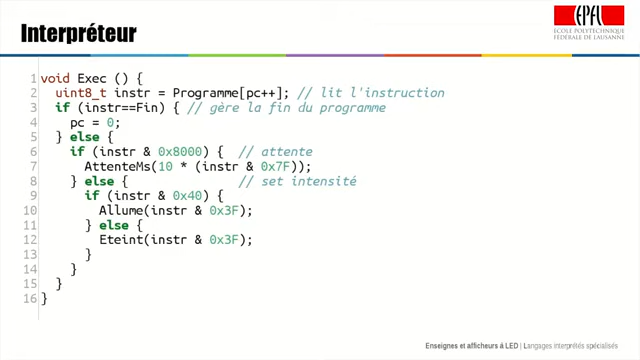 Interpréteur
EPFL
ECOLE POLYTECHNIQUE
FÉDÉRALE DE LAUSANNE
1 void Exec () {
2   uint8_t instr = Programme[pc++]; // lit l'instruction
3   if (instr==Fin) { // gère la fin du programme
4     pc = 0;
5   } else {
6     if (instr & 0x8000) {  // attente
7       AttenteMs(10 * (instr & 0x7F));
8     } else {               // set intensité
9       if (instr & 0x40) {
10         Allume(instr & 0x3F);
11       } else {
12         Eteint(instr & 0x3F);
13       }
14     }
15   }
16 }
Enseignes et afficheurs à LED | Langages interprétés spécialisés